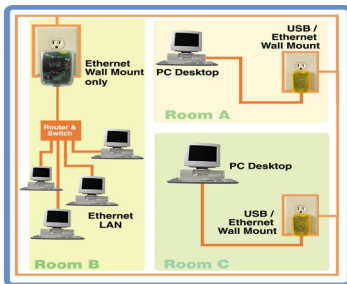 Ethernet
Wall Mount
only
Router &
Switch
Ethernet
LAN
Room B
USB /
Ethernet
Wall Mount
PC Desktop
Room A
PC Desktop
USB /
Ethernet
Wall Mount
Room C